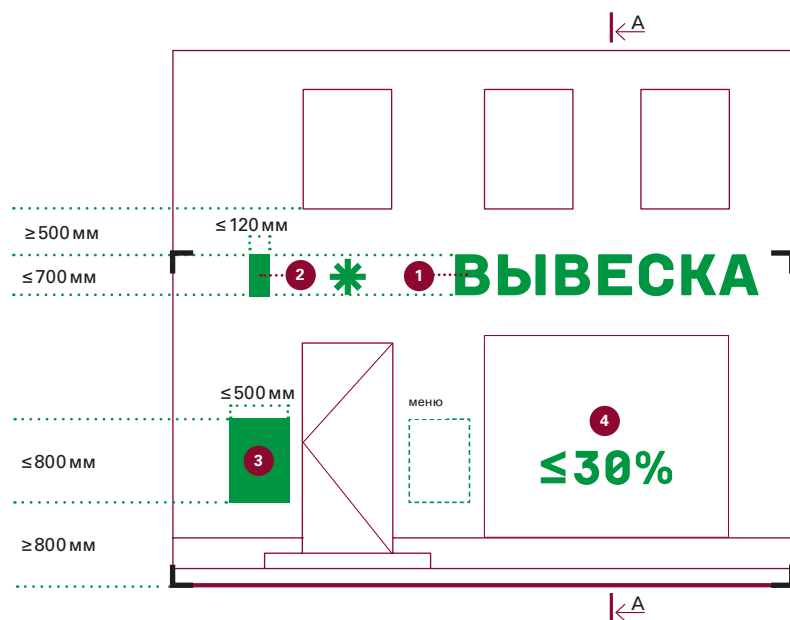 А
≥500 мм
≤120 мм
≤700 мм
2
1
ВЫВЕСКА
≤500 мм
меню
4
≤800 мм
3
≤30%
≥800 мм
А